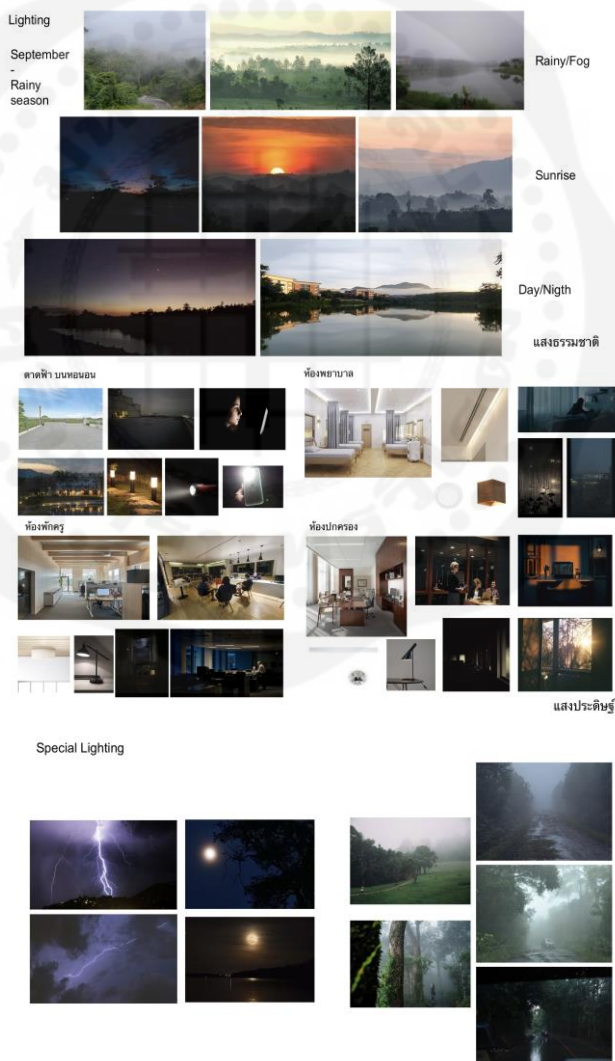 Lighting
September
-
Rainy
season
Rainy/Fog
Sunrise
Day/Nigth
แสงธรรมชาติ
ดาดฟ้า บนหอนอน
ห้องพยาบาล
ห้องพักครู
ห้องปกครอง
แสงประดิษฐ์
Special Lighting